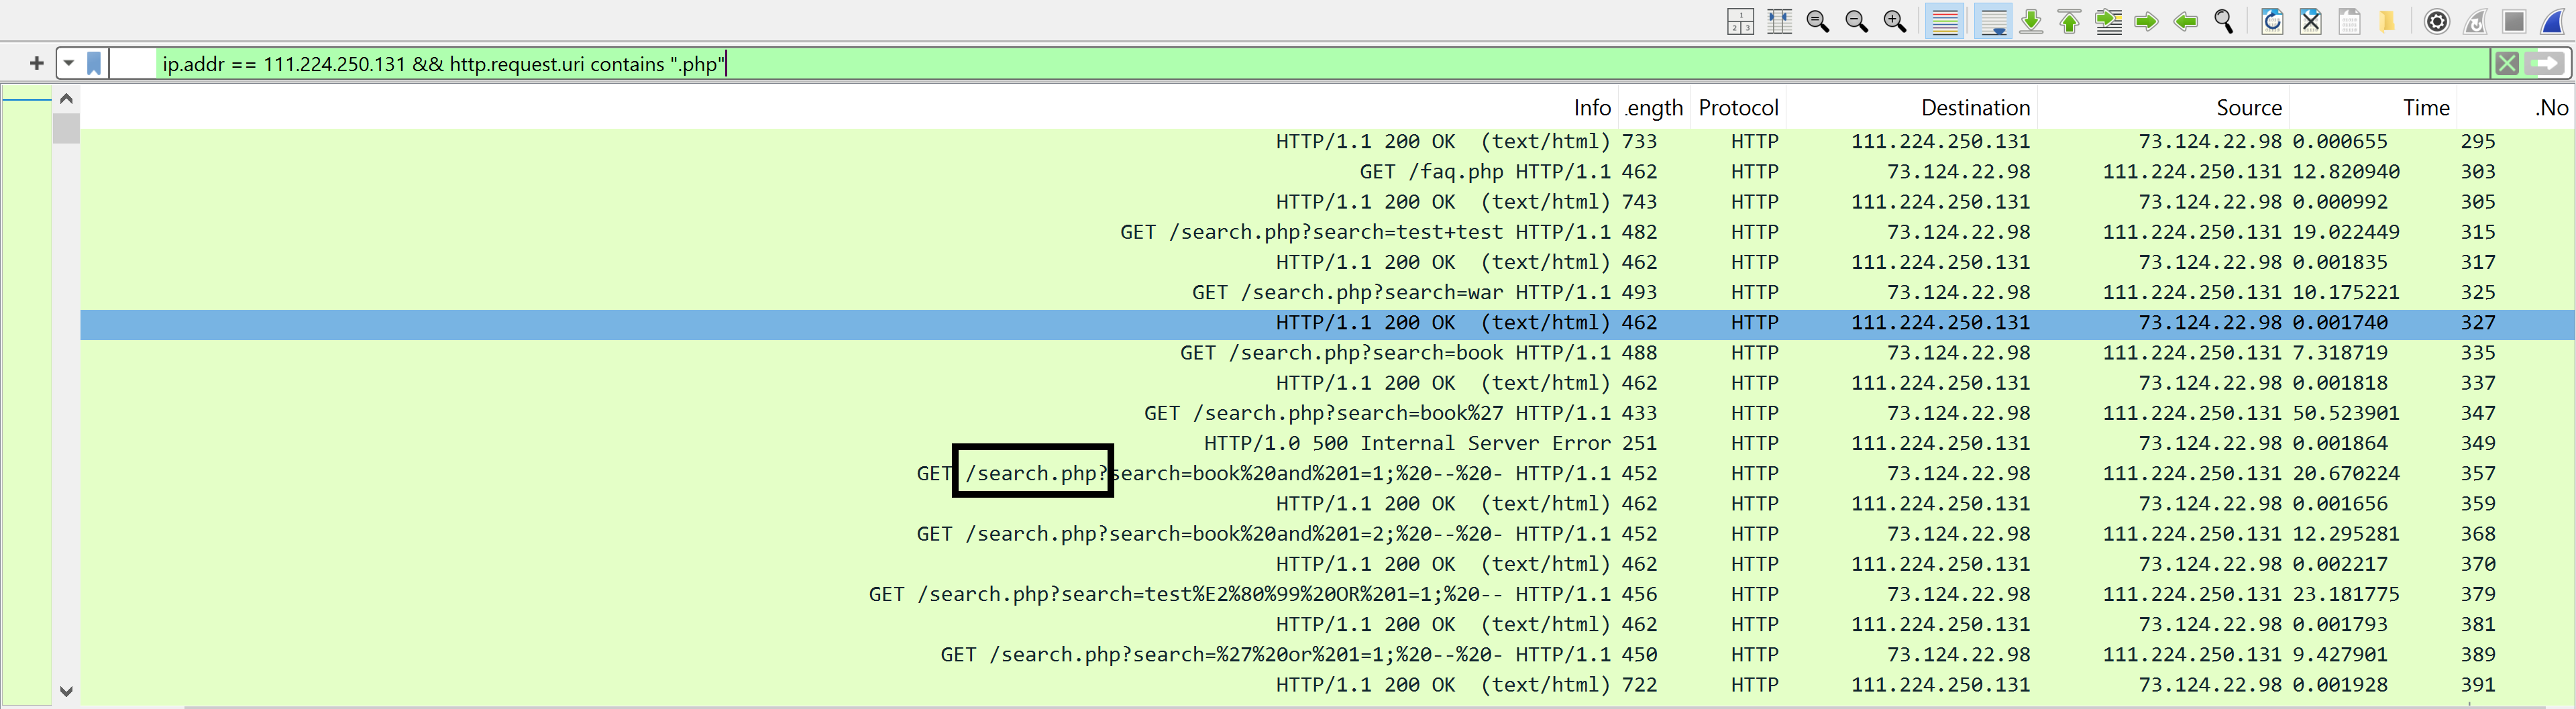 ip.addr == 111.224.250.131 && http.request.uri contains ".php"
Info .ength Protocol Destination Source Time .No
HTTP/1.1 200 OK (text/html) 733 HTTP 111.224.250.131 73.124.22.98 0.000655 295
GET /faq.php HTTP/1.1 462 HTTP 73.124.22.98 111.224.250.131 12.820940 303
HTTP/1.1 200 OK (text/html) 743 HTTP 111.224.250.131 73.124.22.98 0.000992 305
GET /search.php?search=test+test HTTP/1.1 482 HTTP 73.124.22.98 111.224.250.131 19.022449 315
HTTP/1.1 200 OK (text/html) 462 HTTP 111.224.250.131 73.124.22.98 0.001835 317
GET /search.php?search=war HTTP/1.1 493 HTTP 73.124.22.98 111.224.250.131 10.175221 325
HTTP/1.1 200 OK (text/html) 462 HTTP 111.224.250.131 73.124.22.98 0.001740 327
GET /search.php?search=book HTTP/1.1 488 HTTP 73.124.22.98 111.224.250.131 7.318719 335
HTTP/1.1 200 OK (text/html) 462 HTTP 111.224.250.131 73.124.22.98 0.001818 337
GET /search.php?search=book%27 HTTP/1.1 433 HTTP 73.124.22.98 111.224.250.131 50.523901 347
HTTP/1.0 500 Internal Server Error 251 HTTP 111.224.250.131 73.124.22.98 0.001864 349
GET /search.php?search=book%20and%201=1;%20--%20- HTTP/1.1 452 HTTP 73.124.22.98 111.224.250.131 20.670224 357
HTTP/1.1 200 OK (text/html) 462 HTTP 111.224.250.131 73.124.22.98 0.001656 359
GET /search.php?search=book%20and%201=2;%20--%20- HTTP/1.1 452 HTTP 73.124.22.98 111.224.250.131 12.295281 368
HTTP/1.1 200 OK (text/html) 462 HTTP 111.224.250.131 73.124.22.98 0.002217 370
GET /search.php?search=test%E2%80%99%20OR%201=1;%20-- HTTP/1.1 456 HTTP 73.124.22.98 111.224.250.131 23.181775 379
HTTP/1.1 200 OK (text/html) 462 HTTP 111.224.250.131 73.124.22.98 0.001793 381
GET /search.php?search=%27%20or%201=1;%20--%20- HTTP/1.1 450 HTTP 73.124.22.98 111.224.250.131 9.427901 389
HTTP/1.1 200 OK (text/html) 722 HTTP 111.224.250.131 73.124.22.98 0.001928 391